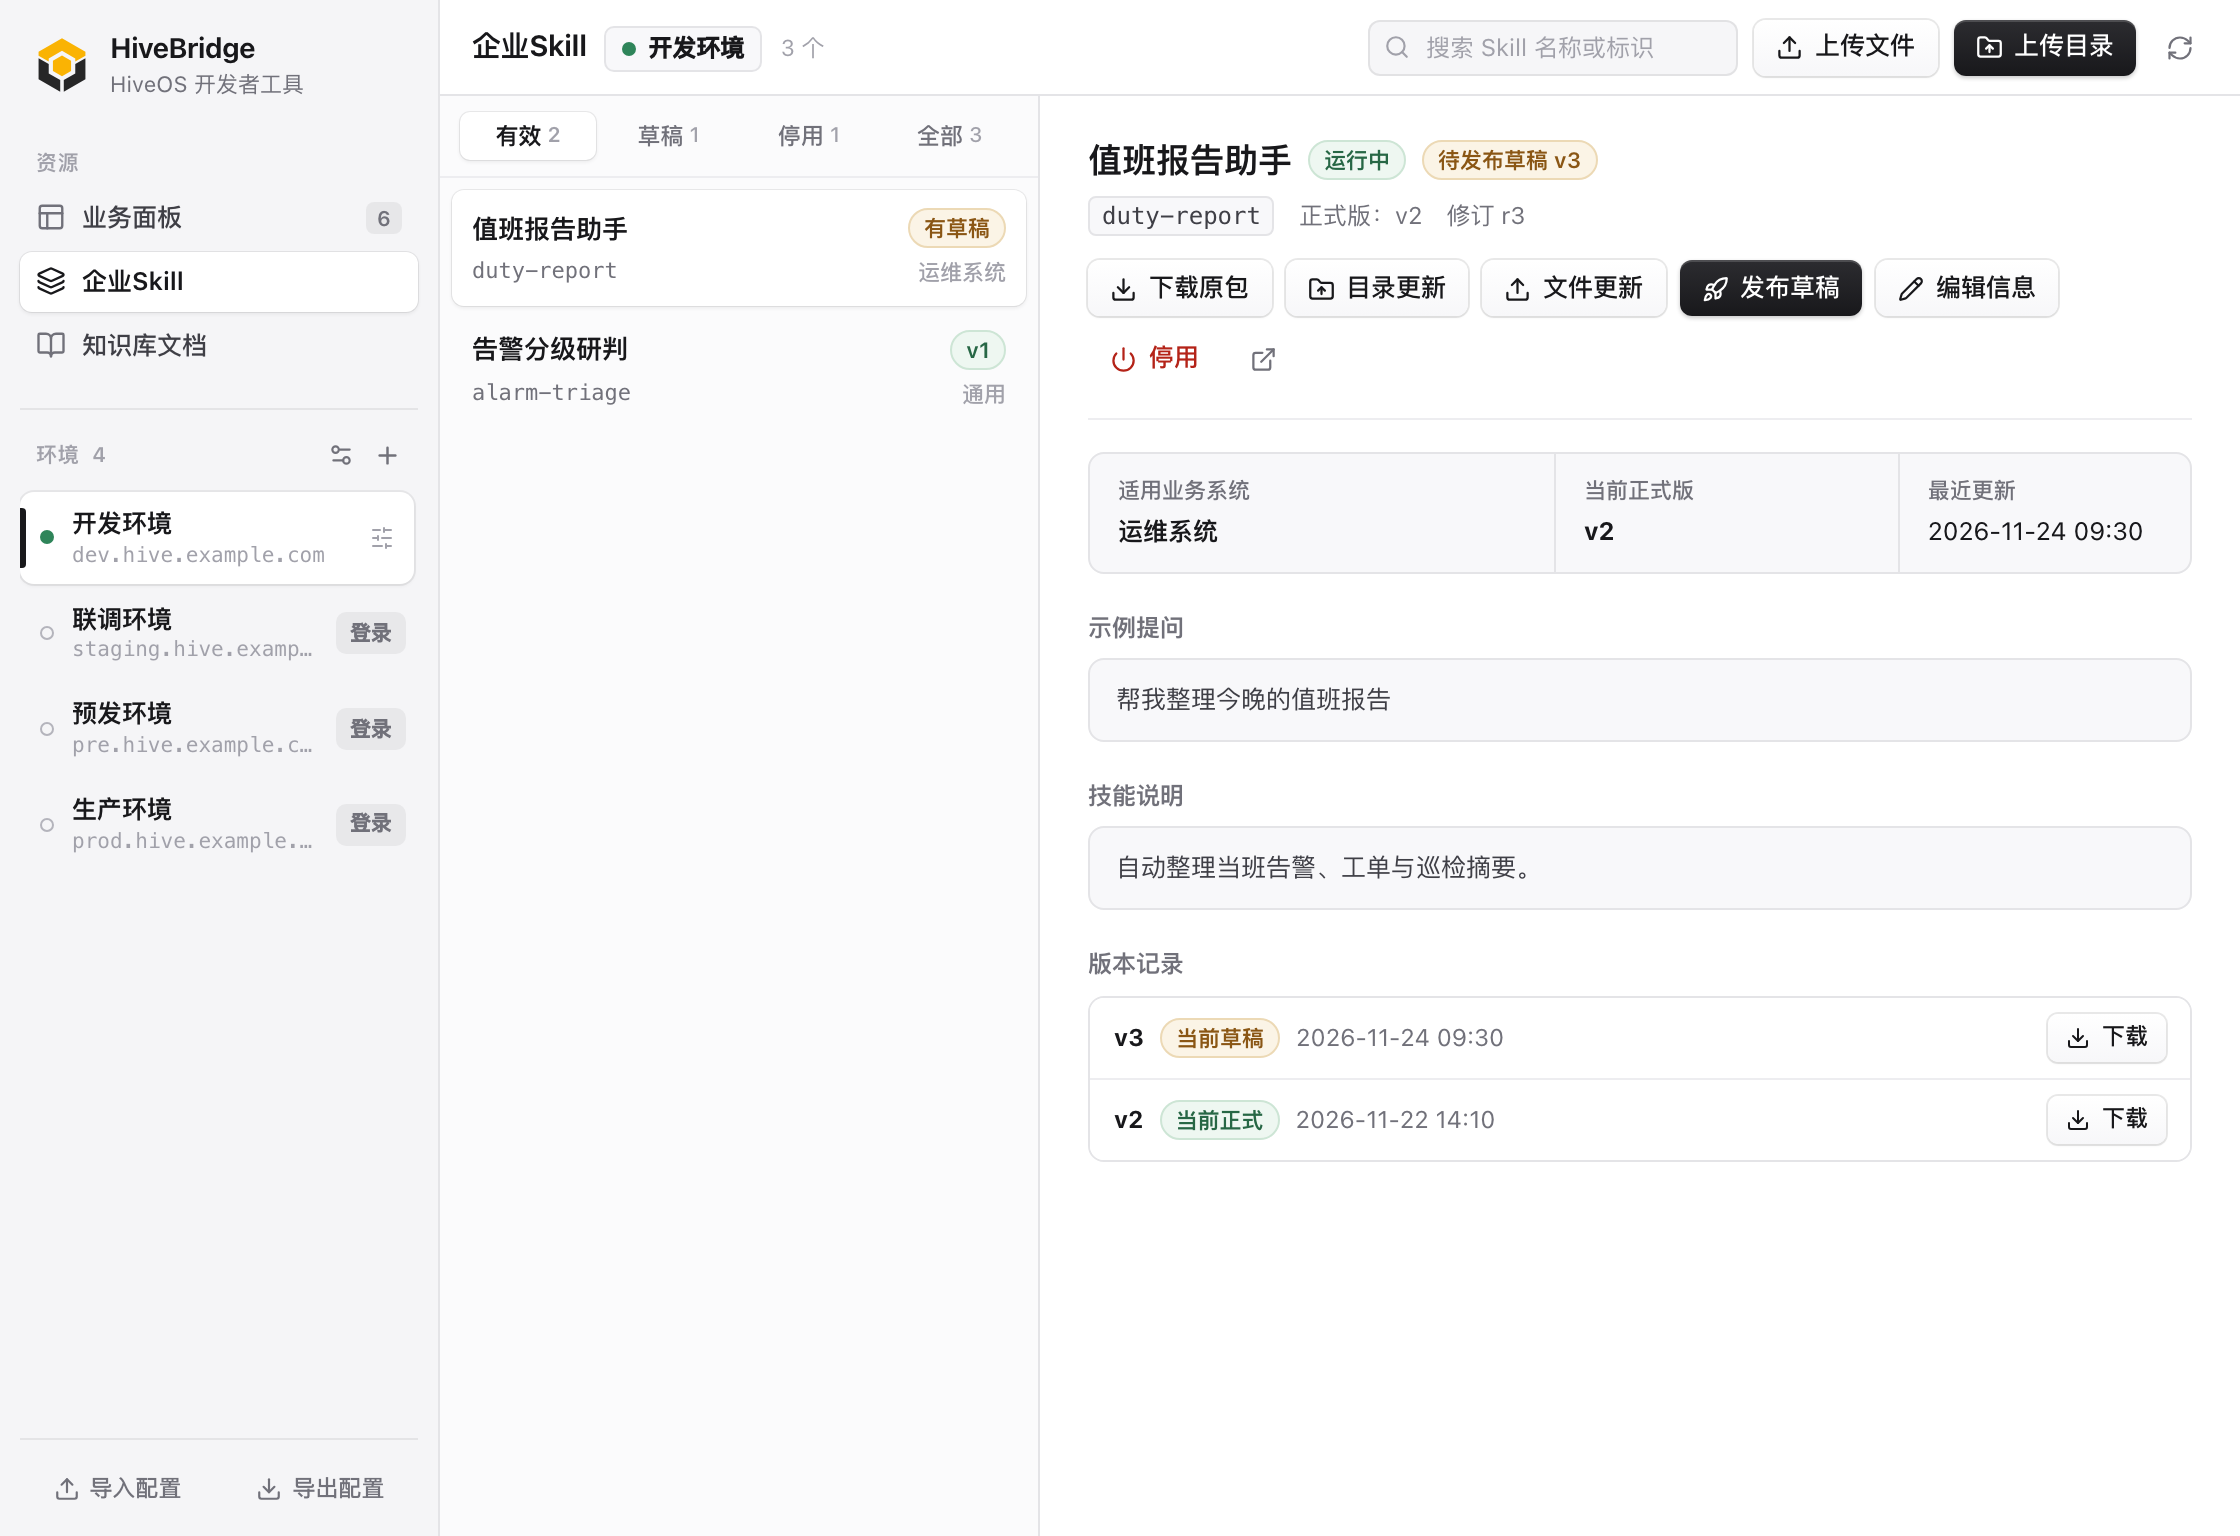 HiveBridge
HiveOS 开发者工具
资源
业务面板 6
企业Skill
知识库文档
环境 4
开发环境
dev.hive.example.com
联调环境
staging.hive.examp…
登录
预发环境
pre.hive.example.c…
登录
生产环境
prod.hive.example.…
登录
导入配置
导出配置
企业Skill 开发环境 3 个
搜索 Skill 名称或标识
上传文件
上传目录
有效 2 草稿 1 停用 1 全部 3
值班报告助手 有草稿
duty-report 运维系统
告警分级研判 v1
alarm-triage 通用
值班报告助手 运行中 待发布草稿 v3
duty-report 正式版：v2 修订 r3
下载原包 目录更新 文件更新 发布草稿 编辑信息
停用
适用业务系统
运维系统
当前正式版
v2
最近更新
2026-11-24 09:30
示例提问
帮我整理今晚的值班报告
技能说明
自动整理当班告警、工单与巡检摘要。
版本记录
v3 当前草稿 2026-11-24 09:30 下载
v2 当前正式 2026-11-22 14:10 下载